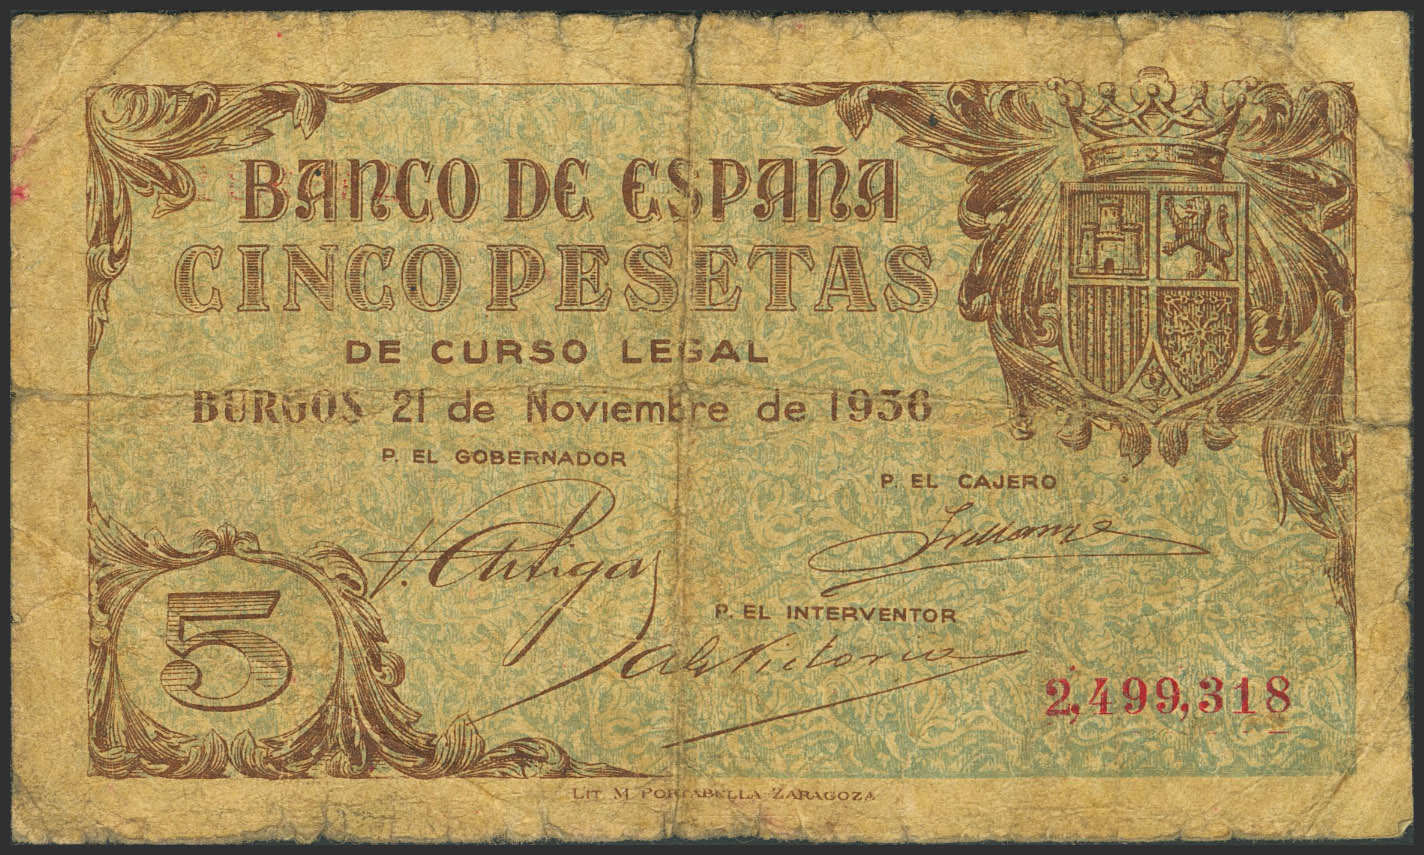 BANCO DE ESPAÑA
CINCO PESETAS
DE CURSO LEGAL
BURGOS 21 de Noviembre de 1936
P. EL GOBERNADOR
P. EL CAJERO
P. EL INTERVENTOR
5
2,499,318
LIT. M. PORTABELLA ZARAGOZA